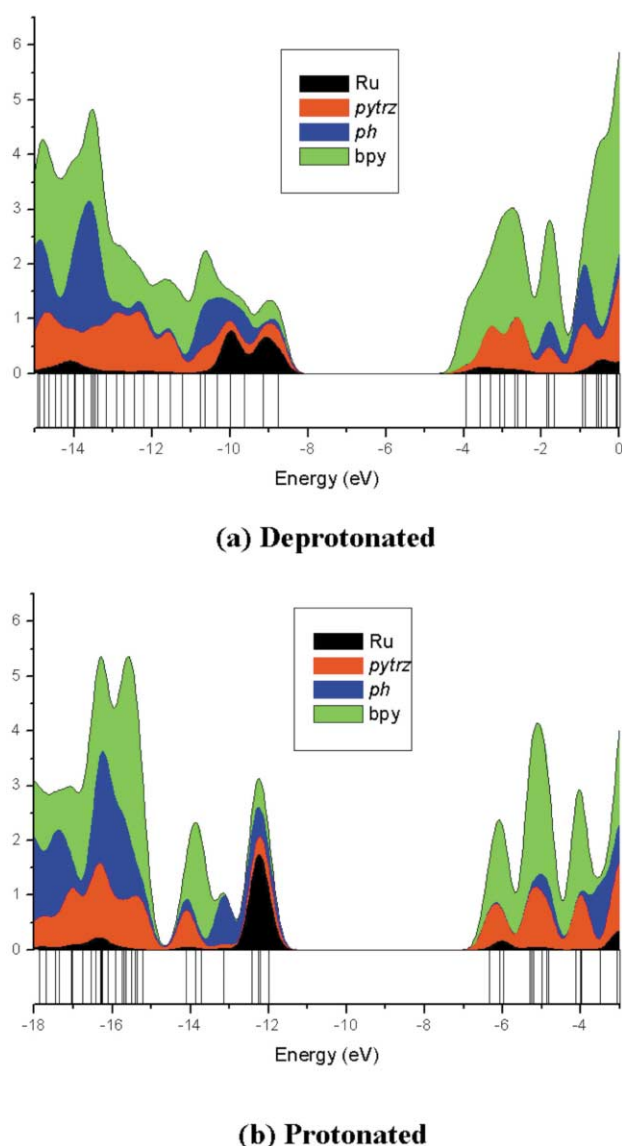 6
5
4
3
2
1
0
Ru
pytrz
ph
bpy
-14 -12 -10 -8 -6 -4 -2 0
Energy (eV)
(a) Deprotonated
6
5
4
3
2
1
0
Ru
pytrz
ph
bpy
-18 -16 -14 -12 -10 -8 -6 -4
Energy (eV)
(b) Protonated